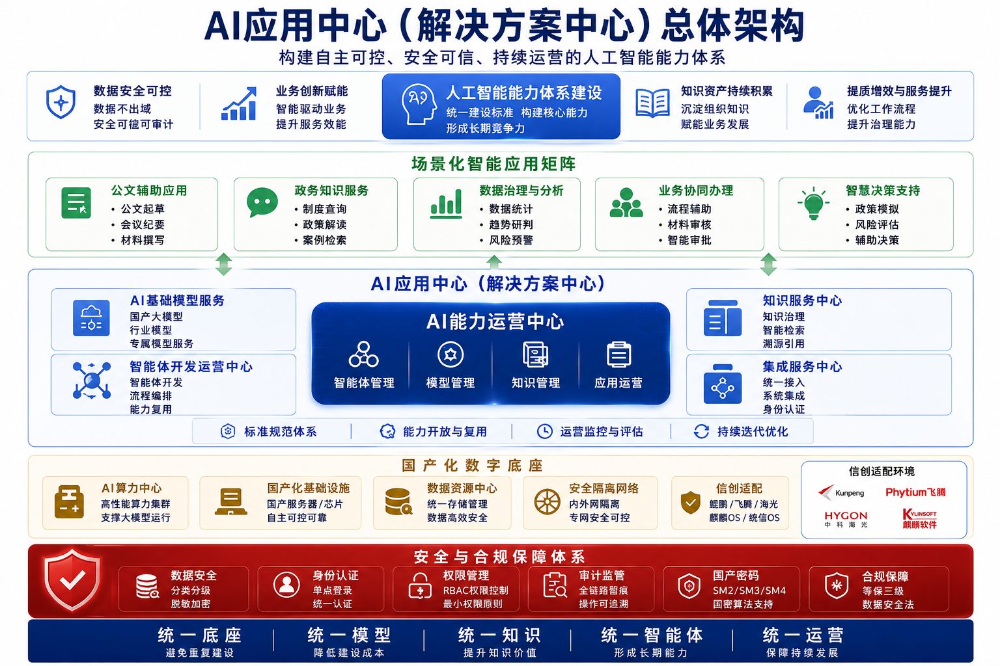 AI应用中心（解决方案中心）总体架构
构建自主可控、安全可信、持续运营的人工智能能力体系
数据安全可控
数据不出域
安全可控可审计
业务创新赋能
智能驱动业务
提升服务效能
人工智能能力体系建设
统一建设标准 构建核心能力
形成长期竞争力
知识资产持续积累
沉淀组织知识
赋能业务发展
提质增效与服务提升
优化工作流程
提升治理能力
场景化智能应用矩阵
公文辅助应用
• 公文起草
• 会议纪要
• 材料撰写
政务知识服务
• 制度查询
• 政策解读
• 案例检索
数据治理与分析
• 数据统计
• 趋势研判
• 风险预警
业务协同办理
• 流程辅助
• 材料审核
• 智能审批
智慧决策支持
• 政策模拟
• 风险评估
• 辅助决策
AI应用中心（解决方案中心）
AI基础模型服务
国产大模型
行业模型
专属模型服务
智能体开发运营中心
智能体开发
流程编排
能力复用
AI能力运营中心
智能体管理
模型管理
知识管理
应用运营
知识服务中心
知识治理
智能检索
溯源引用
集成服务中心
统一接入
系统集成
身份认证
标准规范体系
能力开放与复用
运营监控与评估
持续迭代优化
国产化数字底座
AI算力中心
高性能算力集群
支撑大模型运行
国产化基础设施
国产服务器/芯片
自主可控可靠
数据资源中心
统一存储管理
数据高效安全
安全隔离网络
内外网隔离
专网安全可控
信创适配
鲲鹏/飞腾/海光
麒麟OS/统信OS
信创适配环境
Kunpeng
Phytium飞腾
HYGON
中科海光
KYLINSOFT
麒麟软件
安全与合规保障体系
数据安全
分类分级
脱敏加密
身份认证
单点登录
统一认证
权限管理
RBAC权限控制
最小权限原则
审计监管
全链路留痕
操作可追溯
国产密码
SM2/SM3/SM4
国密算法支持
合规保障
等保三级
数据安全法
统一底座
避免重复建设
统一模型
降低建设成本
统一知识
提升知识价值
统一智能体
形成长期能力
统一运营
保障持续发展